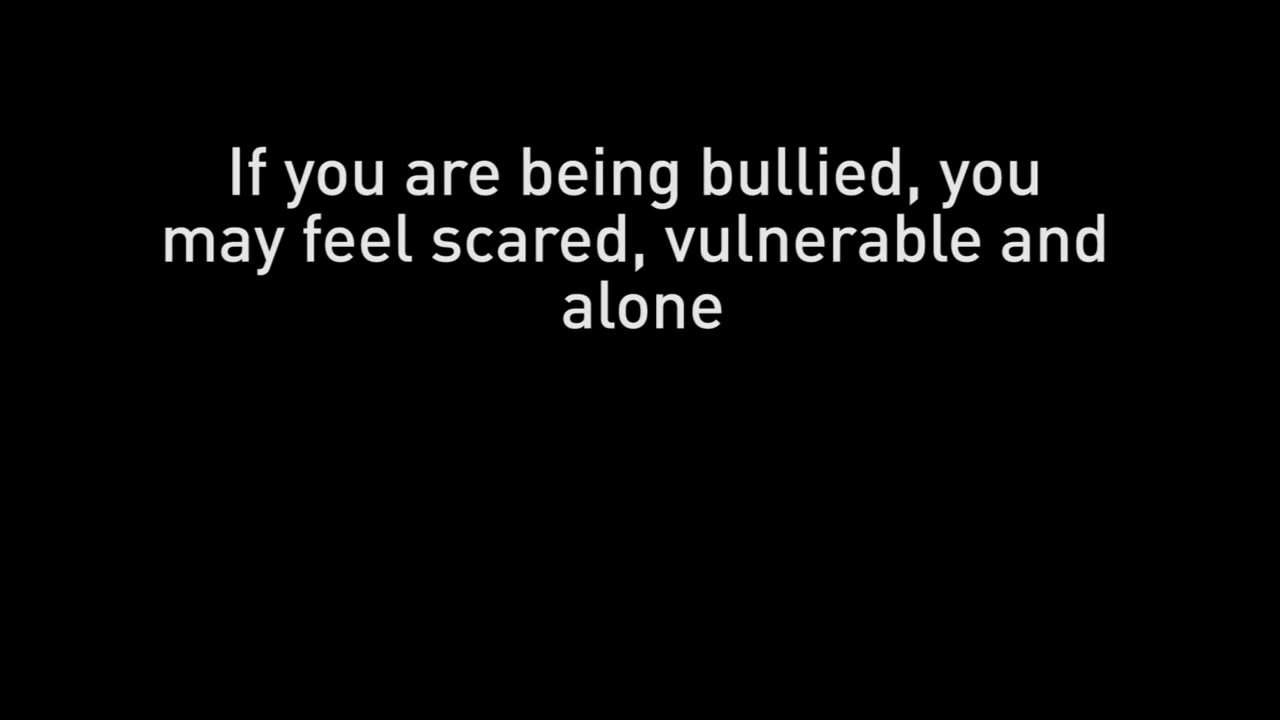 If you are being bullied, you
may feel scared, vulnerable and
alone